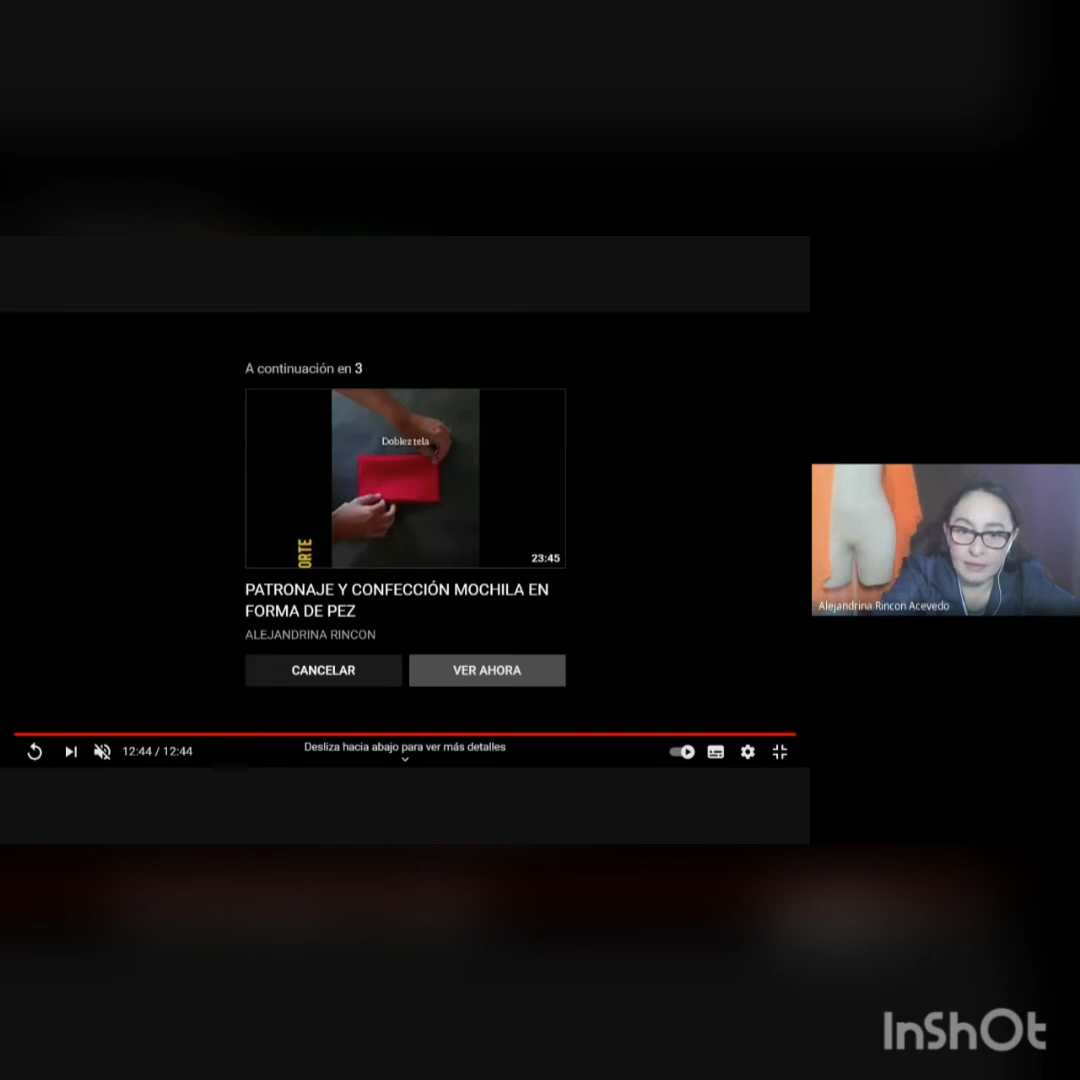 A continuación en 3
Doblez tela
ORTE
23:45
PATRONAJE Y CONFECCIÓN MOCHILA EN
FORMA DE PEZ
ALEJANDRINA RINCON
CANCELAR
VER AHORA
Alejandrina Rincon Acevedo
12:44 / 12:44
Desliza hacia abajo para ver más detalles
InShOt